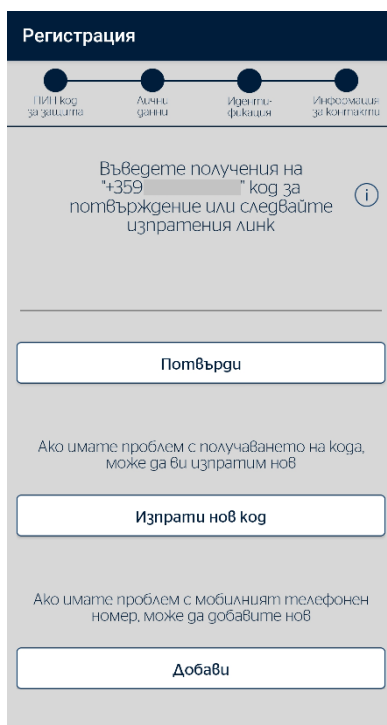 Регистрация
ПИН код
за защита
Лични
данни
Иденти-
фикация
Информация
за контакти
Въведете получения на
"+359 " код за
потвърждение или следвайте
изпратения линк
i
Потвърди
Ако имате проблем с получаването на кода,
може да ви изпратим нов
Изпрати нов код
Ако имате проблем с мобилният телефонен
номер, може да добавите нов
Добави